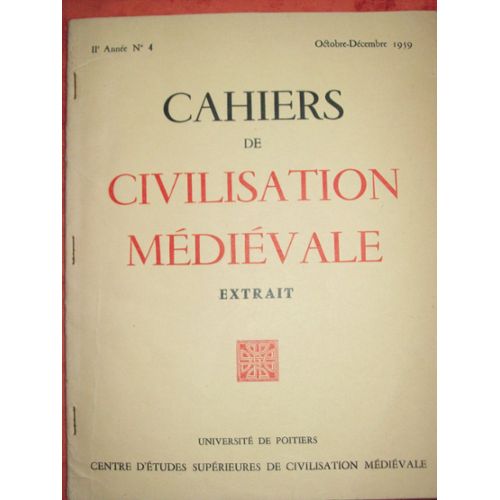 IIe Année Nº 4
Octobre-Décembre 1959
CAHIERS
DE
CIVILISATION
MÉDIÉVALE
EXTRAIT
UNIVERSITÉ DE POITIERS
CENTRE D'ÉTUDES SUPÉRIEURES DE CIVILISATION MÉDIÉVALE